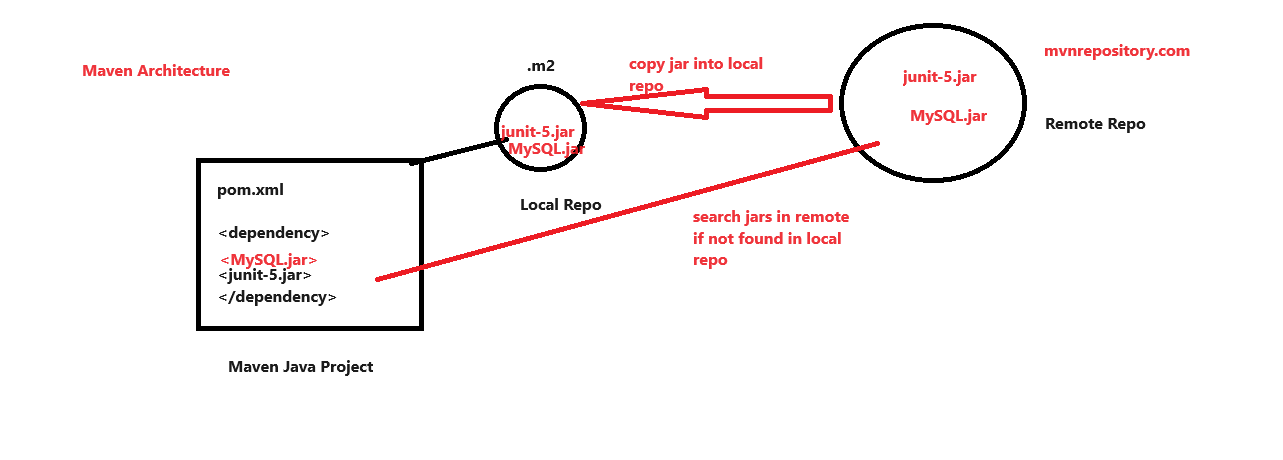 Maven Architecture
.m2
copy jar into local
repo
mvnrepository.com
junit-5.jar
MySQL.jar
Remote Repo
junit-5.jar
MySQL.jar
Local Repo
search jars in remote
if not found in local
repo
pom.xml
<dependency>
<MySQL.jar>
<junit-5.jar>
</dependency>
Maven Java Project